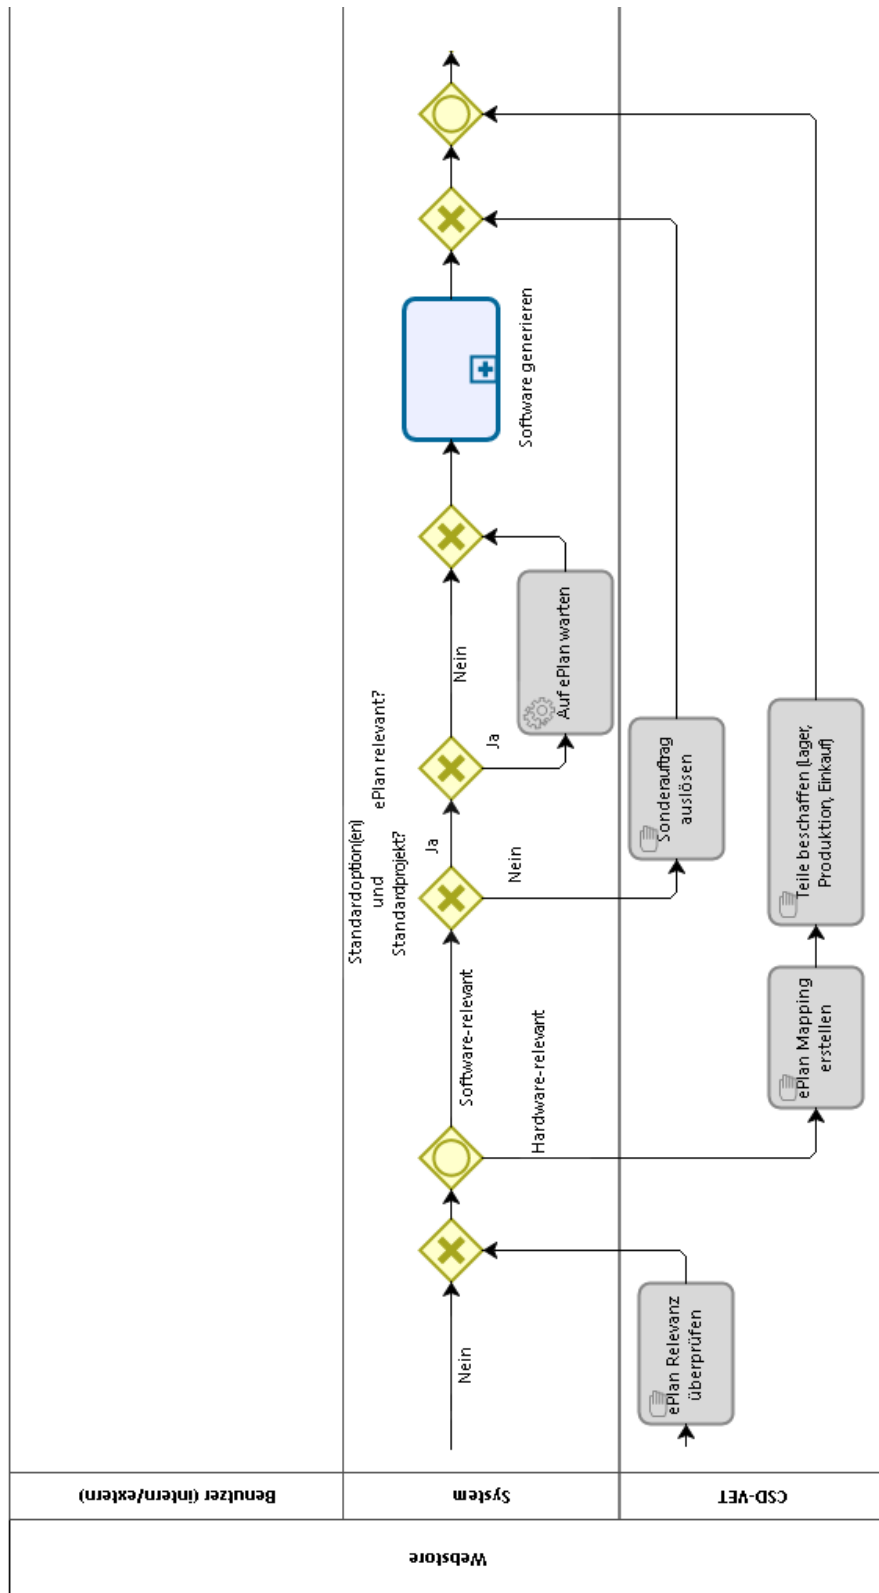 Webstore
Benutzer (intern/extern)
System
CSD-VET
Nein
ePlan Relevanz
überprüfen
Software-relevant
Hardware-relevant
ePlan Mapping
erstellen
Teile beschaffen (Lager,
Produktion, Einkauf)
Standardoption(en)
und
Standardprojekt?
Ja
Nein
Sonderauftrag
auslösen
ePlan relevant?
Nein
Ja
Auf ePlan warten
Software generieren